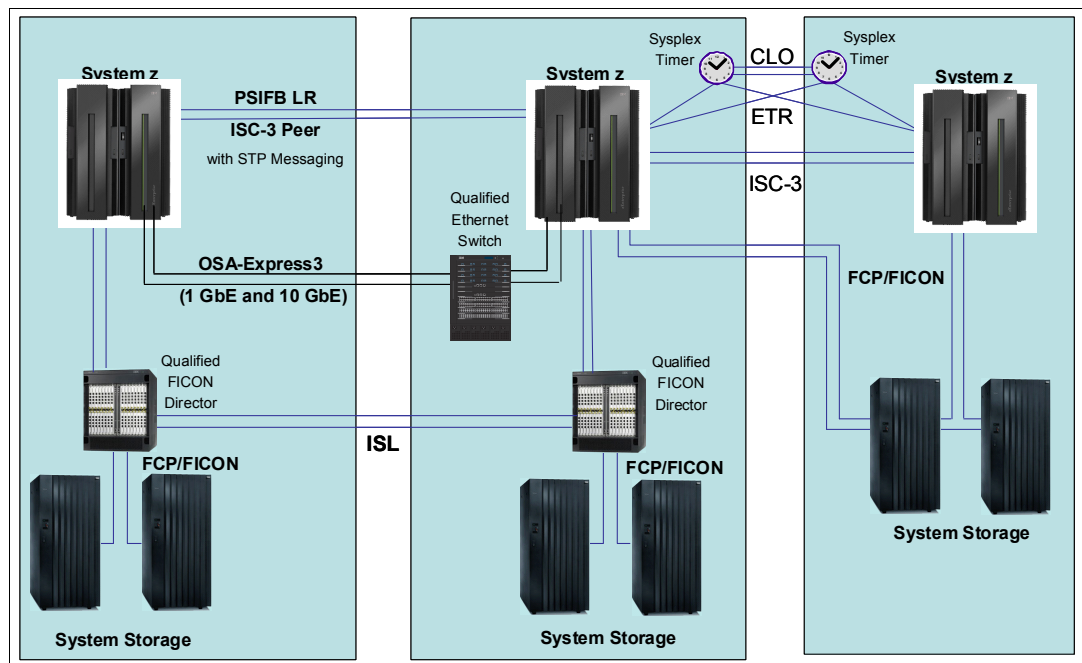 System z
PSIFB LR
ISC-3 Peer
with STP Messaging
OSA-Express3
(1 GbE and 10 GbE)
Qualified
FICON
Director
FCP/FICON
System Storage
ISL
System z
Qualified
Ethernet
Switch
Qualified
FICON
Director
FCP/FICON
System Storage
Sysplex
Timer
CLO
ETR
ISC-3
Sysplex
Timer
System z
FCP/FICON
System Storage